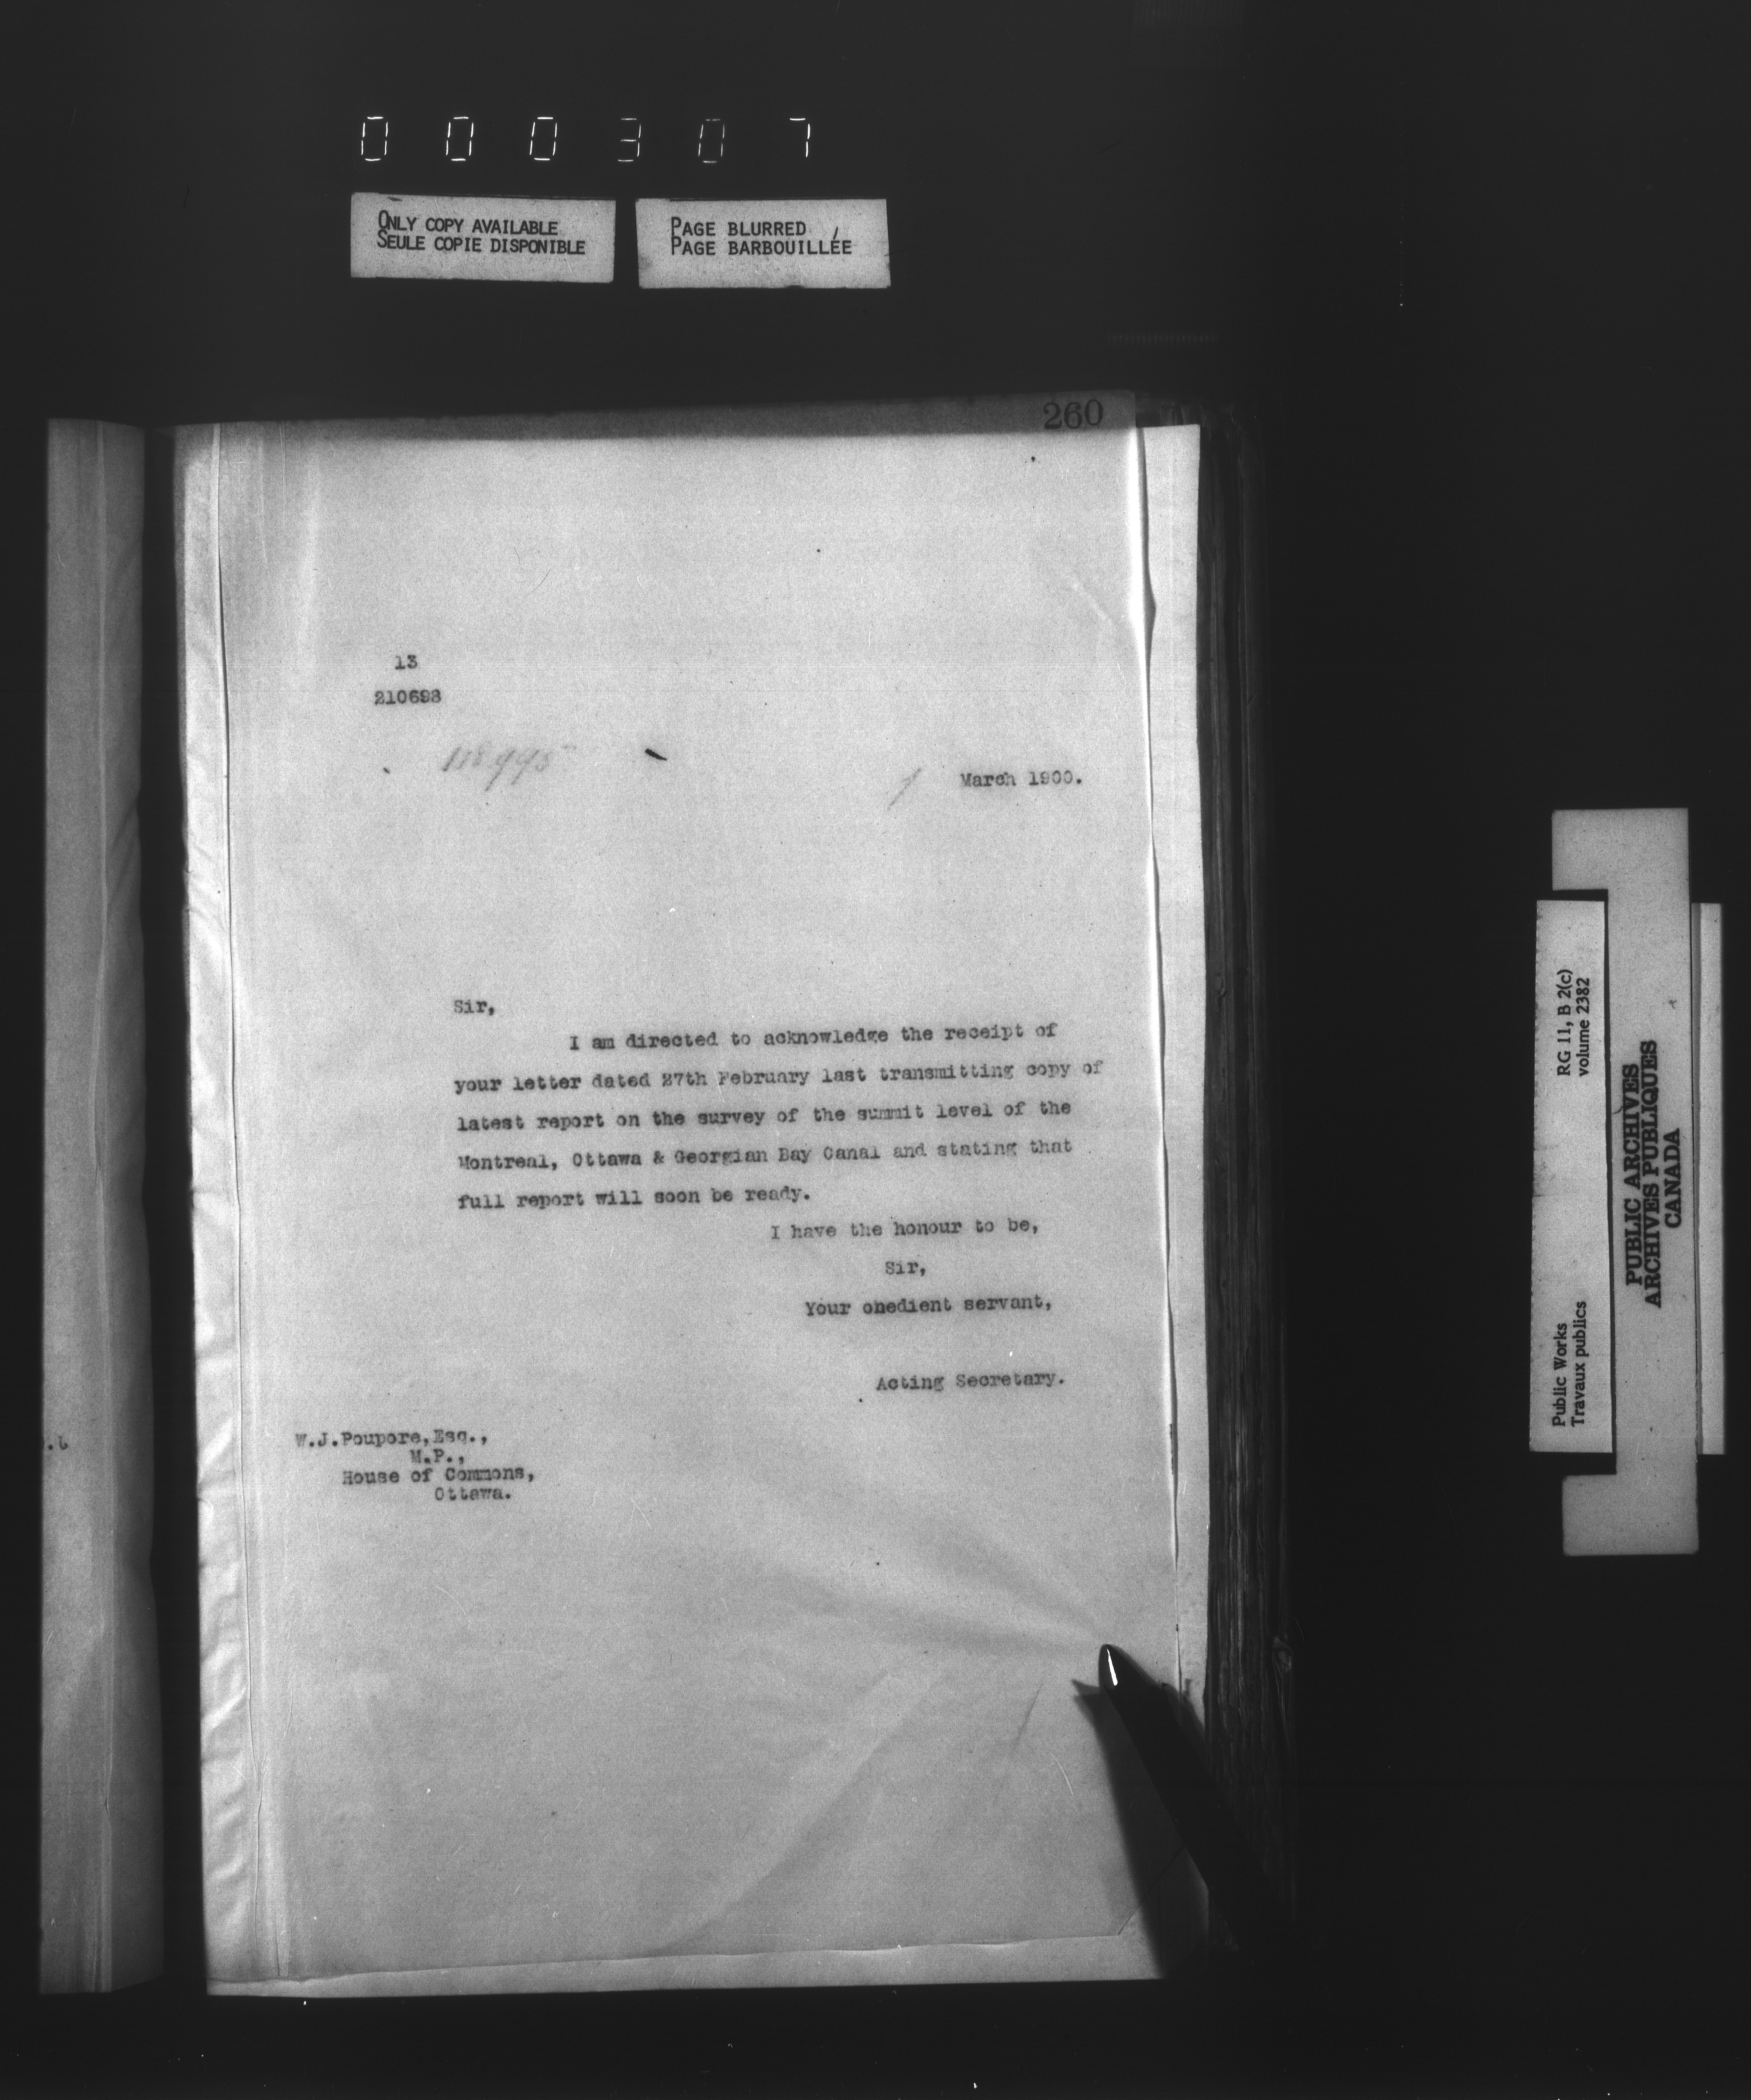 000307
ONLY COPY AVAILABLE
SEULE COPIE DISPONIBLE
PAGE BLURRED
PAGE BARBOUILLÉE
260
13
210693
1 March 1900.
Sir,
I am directed to acknowledge the receipt of
your letter dated 27th February last transmitting copy of
latest report on the survey of the summit level of the
Montreal, Ottawa & Georgian Bay Canal and stating that
full report will soon be ready.
I have the honour to be,
Sir,
Your obedient servant,
Acting Secretary.
W.J.Poupore, Esq.,
M.P.,
House of Commons,
Ottawa.
Public Works
Travaux publics
RG 11, B 2(c)
volume 2382
PUBLIC ARCHIVES
ARCHIVES PUBLIQUES
CANADA